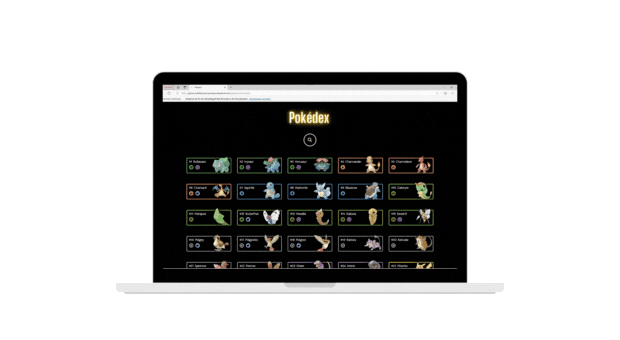 Pokédex
#1 Bulbasaur #2 Ivysaur #3 Venusaur #4 Charmander #5 Charmeleon
#6 Charizard #7 Squirtle #8 Wartortle #9 Blastoise #10 Caterpie
#11 Metapod #12 Butterfree #13 Weedle #14 Kakuna #15 Beedrill
#16 Pidgey #17 Pidgeotto #18 Pidgeot #19 Rattata #20 Raticate
#21 Spearow #22 Fearow #23 Ekans #24 Arbok #25 Pikachu